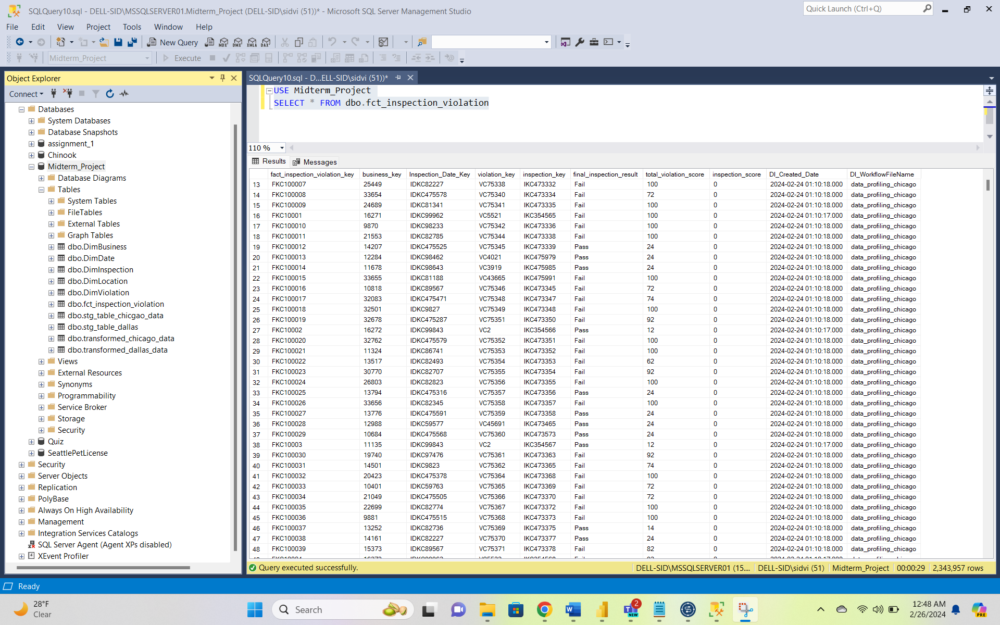 SQLQuery10.sql - DELL-SID\MSSQLSERVER01.Midterm_Project (DELL-SID\sidvi (51))* - Microsoft SQL Server Management Studio
Quick Launch (Ctrl+Q)
File Edit View Project Tools Window Help
New Query MDX DMX XMLA DAX
Midterm_Project Execute
Object Explorer
Connect
Databases
System Databases
Database Snapshots
assignment_1
Chinook
Midterm_Project
Database Diagrams
Tables
System Tables
FileTables
External Tables
Graph Tables
dbo.DimBusiness
dbo.DimDate
dbo.DimInspection
dbo.DimLocation
dbo.DimViolation
dbo.fct_inspection_violation
dbo.stg_table_chicgao_data
dbo.stg_table_dallas
dbo.transformed_chicago_data
dbo.transformed_dallas_data
Views
External Resources
Synonyms
Programmability
Service Broker
Storage
Security
Quiz
SeattlePetLicense
Security
Server Objects
Replication
PolyBase
Always On High Availability
Management
Integration Services Catalogs
SQL Server Agent (Agent XPs disabled)
XEvent Profiler
SQLQuery10.sql - D...ELL-SID\sidvi (51))*
USE Midterm_Project
SELECT * FROM dbo.fct_inspection_violation
110 %
Results Messages
fact_inspection_violation_key business_key Inspection_Date_Key violation_key inspection_key final_inspection_result total_violation_score inspection_score DI_Created_Date DI_WorkflowFileName
13 FKC100007 25449 IDKC82227 VC75338 IKC473332 Fail 100 0 2024-02-24 01:10:18.000 data_profiling_chicago
14 FKC100008 33654 IDKC475578 VC75340 IKC473334 Fail 72 0 2024-02-24 01:10:18.000 data_profiling_chicago
15 FKC100009 24689 IDKC81341 VC75341 IKC473335 Fail 100 0 2024-02-24 01:10:18.000 data_profiling_chicago
16 FKC10001 16271 IDKC99962 VC5521 IKC354565 Fail 100 0 2024-02-24 01:10:17.000 data_profiling_chicago
17 FKC100010 9870 IDKC98233 VC75342 IKC473336 Fail 100 0 2024-02-24 01:10:18.000 data_profiling_chicago
18 FKC100011 21553 IDKC82785 VC75344 IKC473338 Fail 100 0 2024-02-24 01:10:18.000 data_profiling_chicago
19 FKC100012 14207 IDKC475525 VC75345 IKC473339 Pass 24 0 2024-02-24 01:10:18.000 data_profiling_chicago
20 FKC100013 12284 IDKC98462 VC4021 IKC475979 Pass 24 0 2024-02-24 01:10:18.000 data_profiling_chicago
21 FKC100014 11678 IDKC98643 VC3919 IKC475985 Pass 24 0 2024-02-24 01:10:18.000 data_profiling_chicago
22 FKC100015 33655 IDKC81188 VC43665 IKC475991 Fail 100 0 2024-02-24 01:10:18.000 data_profiling_chicago
23 FKC100016 10818 IDKC89567 VC75346 IKC473345 Fail 72 0 2024-02-24 01:10:18.000 data_profiling_chicago
24 FKC100017 32083 IDKC475471 VC75348 IKC473347 Fail 74 0 2024-02-24 01:10:18.000 data_profiling_chicago
25 FKC100018 32501 IDKC9827 VC75349 IKC473348 Fail 100 0 2024-02-24 01:10:18.000 data_profiling_chicago
26 FKC100019 32678 IDKC475287 VC75351 IKC473350 Fail 92 0 2024-02-24 01:10:18.000 data_profiling_chicago
27 FKC10002 16272 IDKC99843 VC2 IKC354566 Pass 12 0 2024-02-24 01:10:17.000 data_profiling_chicago
28 FKC100020 32762 IDKC475579 VC75352 IKC473351 Fail 100 0 2024-02-24 01:10:18.000 data_profiling_chicago
29 FKC100021 11324 IDKC86741 VC75353 IKC473352 Fail 100 0 2024-02-24 01:10:18.000 data_profiling_chicago
30 FKC100022 13517 IDKC82493 VC75354 IKC473353 Fail 62 0 2024-02-24 01:10:18.000 data_profiling_chicago
31 FKC100023 30770 IDKC82707 VC75355 IKC473354 Fail 92 0 2024-02-24 01:10:18.000 data_profiling_chicago
32 FKC100024 26803 IDKC82823 VC75356 IKC473355 Fail 100 0 2024-02-24 01:10:18.000 data_profiling_chicago
33 FKC100025 13794 IDKC475316 VC75357 IKC473356 Pass 24 0 2024-02-24 01:10:18.000 data_profiling_chicago
34 FKC100026 33656 IDKC82345 VC75358 IKC473357 Fail 100 0 2024-02-24 01:10:18.000 data_profiling_chicago
35 FKC100027 13776 IDKC475591 VC75359 IKC473358 Pass 24 0 2024-02-24 01:10:18.000 data_profiling_chicago
36 FKC100028 12988 IDKC59577 VC45691 IKC473465 Pass 24 0 2024-02-24 01:10:18.000 data_profiling_chicago
37 FKC100029 10684 IDKC475568 VC75360 IKC473573 Pass 24 0 2024-02-24 01:10:18.000 data_profiling_chicago
38 FKC10003 11135 IDKC99843 VC2 IKC354567 Pass 12 0 2024-02-24 01:10:17.000 data_profiling_chicago
39 FKC100030 19740 IDKC97476 VC75361 IKC473363 Fail 92 0 2024-02-24 01:10:18.000 data_profiling_chicago
40 FKC100031 14501 IDKC9823 VC75362 IKC473365 Fail 74 0 2024-02-24 01:10:18.000 data_profiling_chicago
41 FKC100032 20423 IDKC475378 VC75364 IKC473368 Fail 100 0 2024-02-24 01:10:18.000 data_profiling_chicago
42 FKC100033 10401 IDKC59763 VC75365 IKC473369 Fail 72 0 2024-02-24 01:10:18.000 data_profiling_chicago
43 FKC100034 21049 IDKC475505 VC75366 IKC473370 Fail 72 0 2024-02-24 01:10:18.000 data_profiling_chicago
44 FKC100035 22699 IDKC82774 VC75367 IKC473372 Fail 100 0 2024-02-24 01:10:18.000 data_profiling_chicago
45 FKC100036 9881 IDKC475515 VC75368 IKC473373 Fail 100 0 2024-02-24 01:10:18.000 data_profiling_chicago
46 FKC100037 13252 IDKC82736 VC75369 IKC473375 Pass 14 0 2024-02-24 01:10:18.000 data_profiling_chicago
47 FKC100038 14161 IDKC82227 VC75370 IKC473377 Pass 24 0 2024-02-24 01:10:18.000 data_profiling_chicago
48 FKC100039 15373 IDKC89567 VC75371 IKC473378 Fail 82 0 2024-02-24 01:10:18.000 data_profiling_chicago
Query executed successfully. DELL-SID\MSSQLSERVER01 (15.... DELL-SID\sidvi (51) Midterm_Project 00:00:29 2,343,957 rows
Ready
28°F
Clear
Search
2
NEW
12:48 AM
2/26/2024
PRE